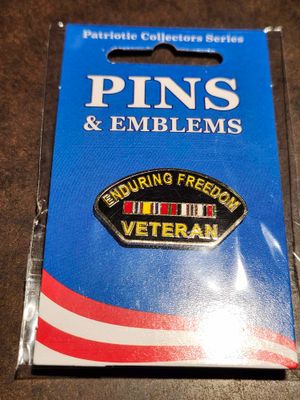 Patriotic Collectors Series
PINS
& EMBLEMS
ENDURING FREEDOM
VETERAN